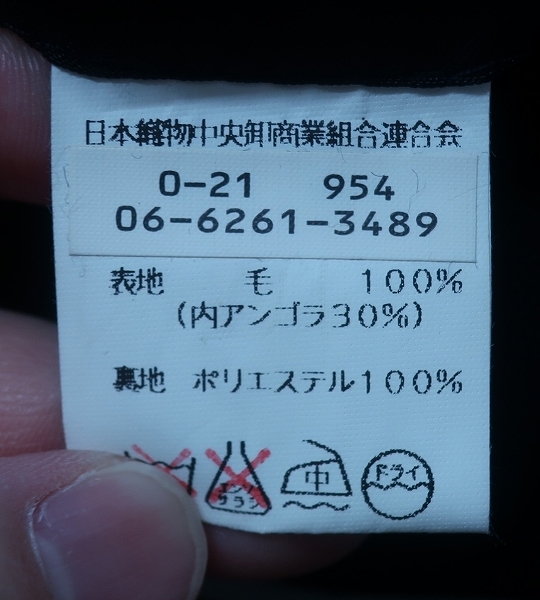 日本織物中央卸商業組合連合会
0-21 954
06-6261-3489
表地 毛 100%
(内アンゴラ30%)
裏地 ポリエステル100%
中 ドライ